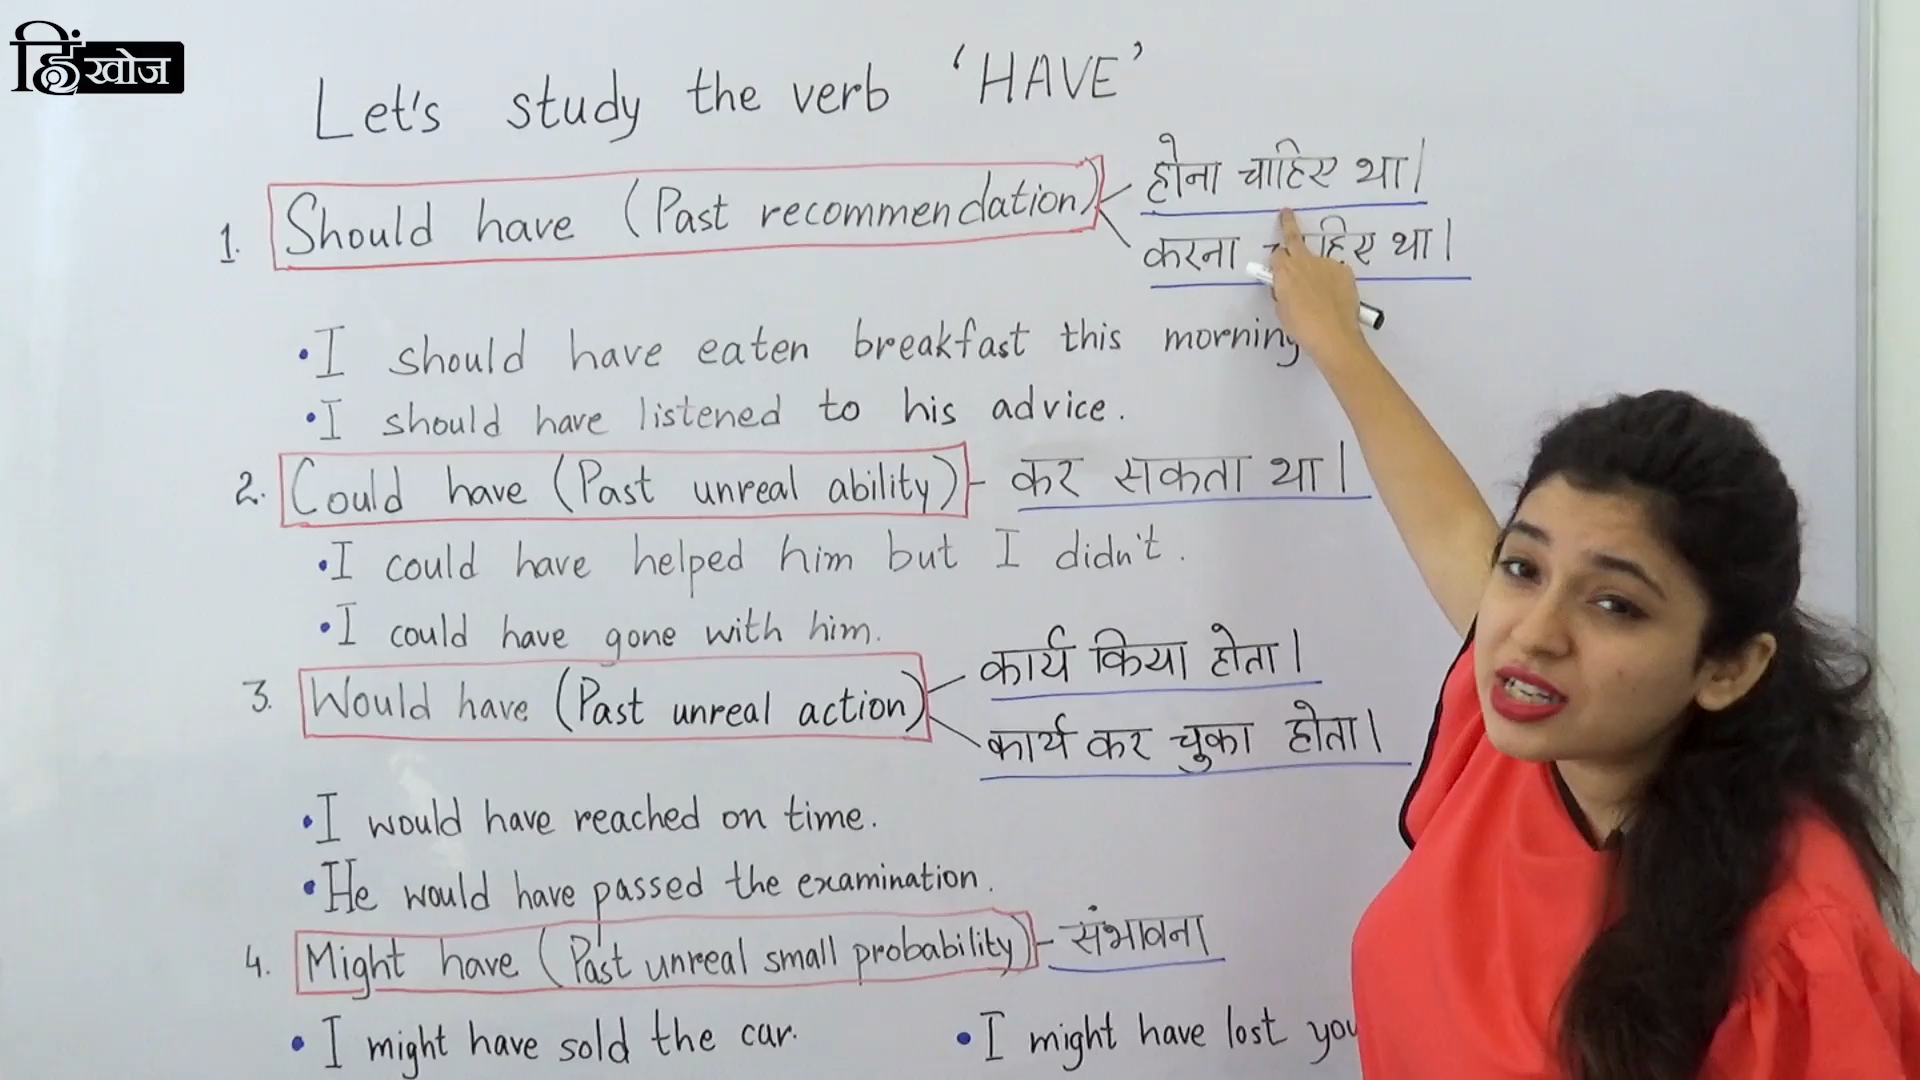 हिंखोज
Let's study the verb 'HAVE'
1. Should have (Past recommendation)
होना चाहिए था।
करना चाहिए था।
• I should have eaten breakfast this morning
• I should have listened to his advice.
2. Could have (Past unreal ability) - कर सकता था।
• I could have helped him but I didn't.
• I could have gone with him.
3. Would have (Past unreal action)
कार्य किया होता।
कार्य कर चुका होता।
• I would have reached on time.
• He would have passed the examination.
4. Might have (Past unreal small probability) - संभावना
• I might have sold the car.
• I might have lost